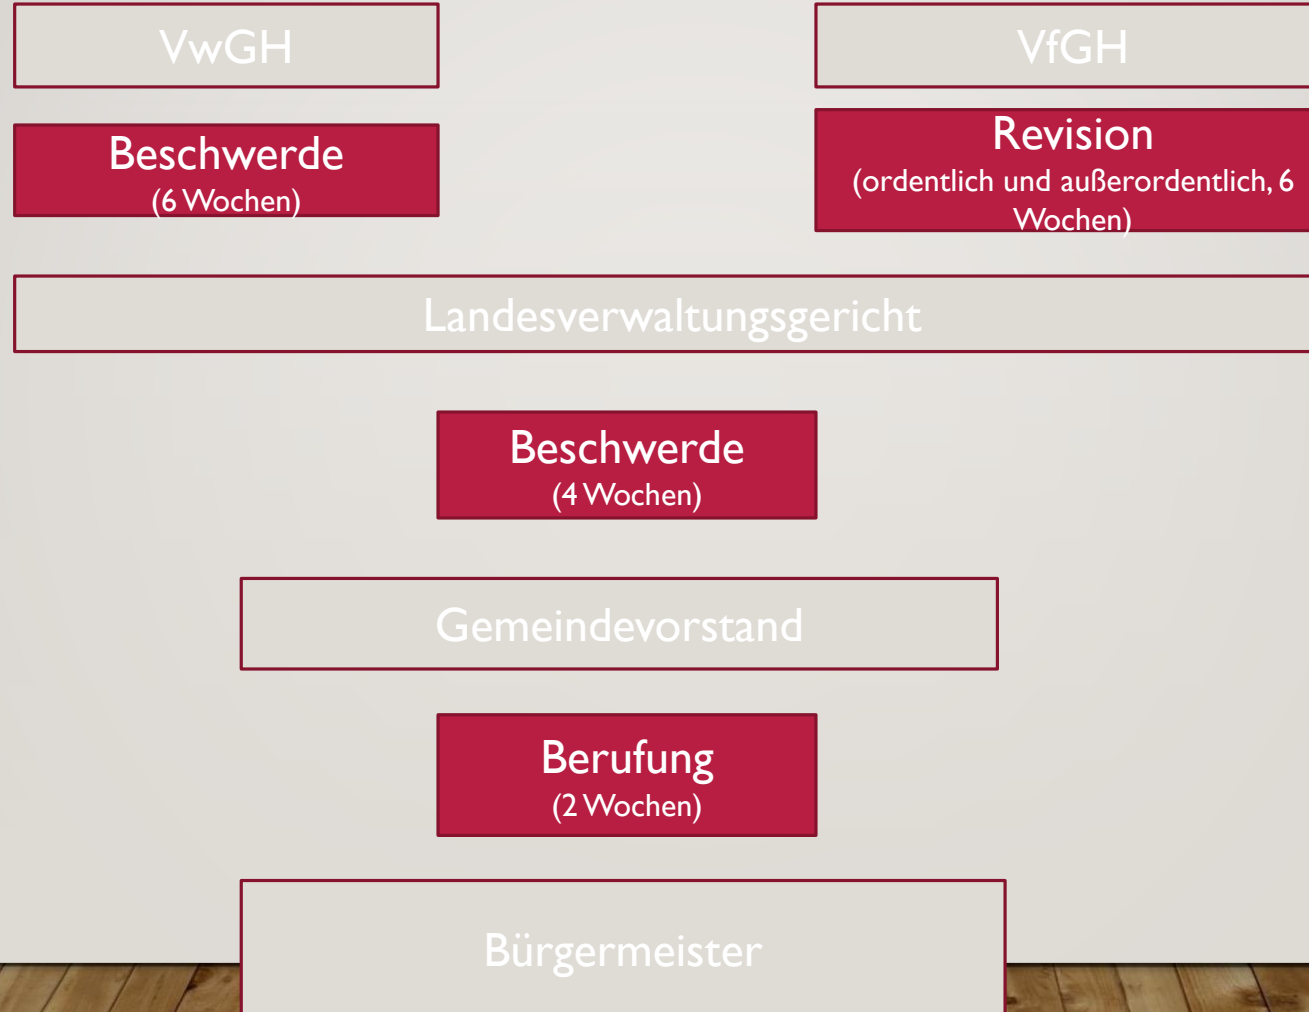 VwGH
VfGH
Beschwerde
(6 Wochen)
Revision
(ordentlich und außerordentlich, 6
Wochen)
Landesverwaltungsgericht
Beschwerde
(4 Wochen)
Gemeindevorstand
Berufung
(2 Wochen)
Bürgermeister